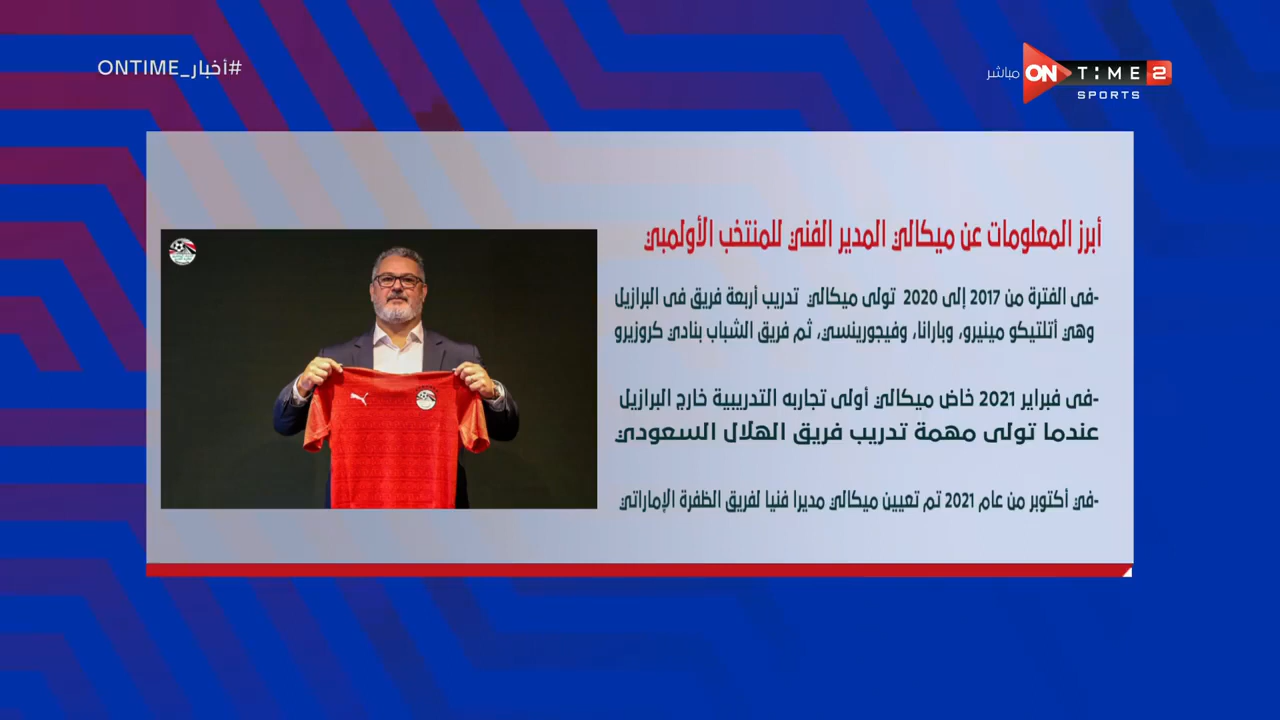 #أخبار_ONTIME
مباشر ON TIME 2
SPORTS
أبرز المعلومات عن ميكالي المدير الفني للمنتخب الأولمبي
-فى الفترة من 2017 إلى 2020 تولى ميكالي تدريب أربعة فريق فى البرازيل
وهي أتلتيكو مينيرو، وبارانا، وفيجورينسي، ثم فريق الشباب بنادي كروزيرو
-فى فبراير 2021 خاض ميكالي أولى تجاربه التدريبية خارج البرازيل
عندما تولى مهمة تدريب فريق الهلال السعودي
-في أكتوبر من عام 2021 تم تعيين ميكالي مديرا فنيا لفريق الظفرة الإماراتي